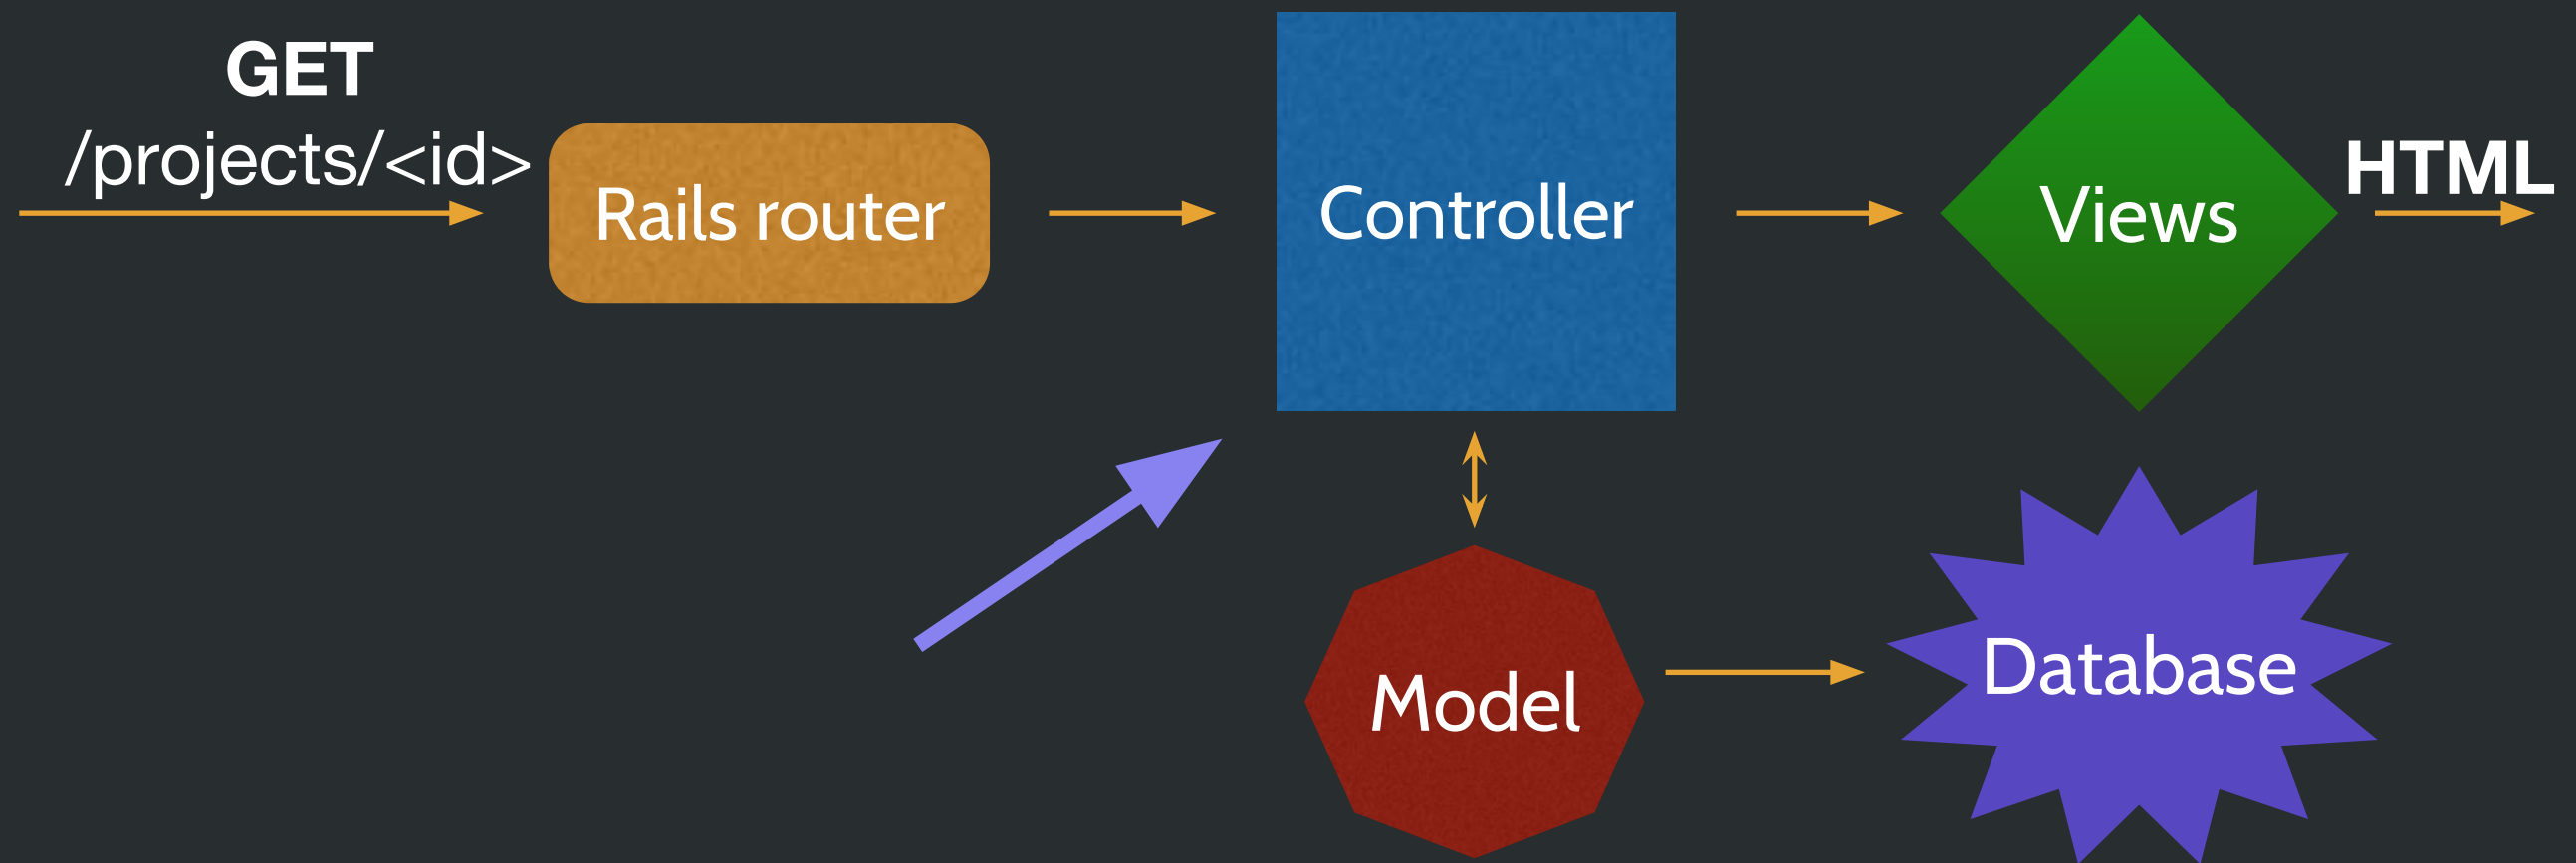 GET
/projects/<id>
Rails router
Controller
Views
HTML
Model
Database